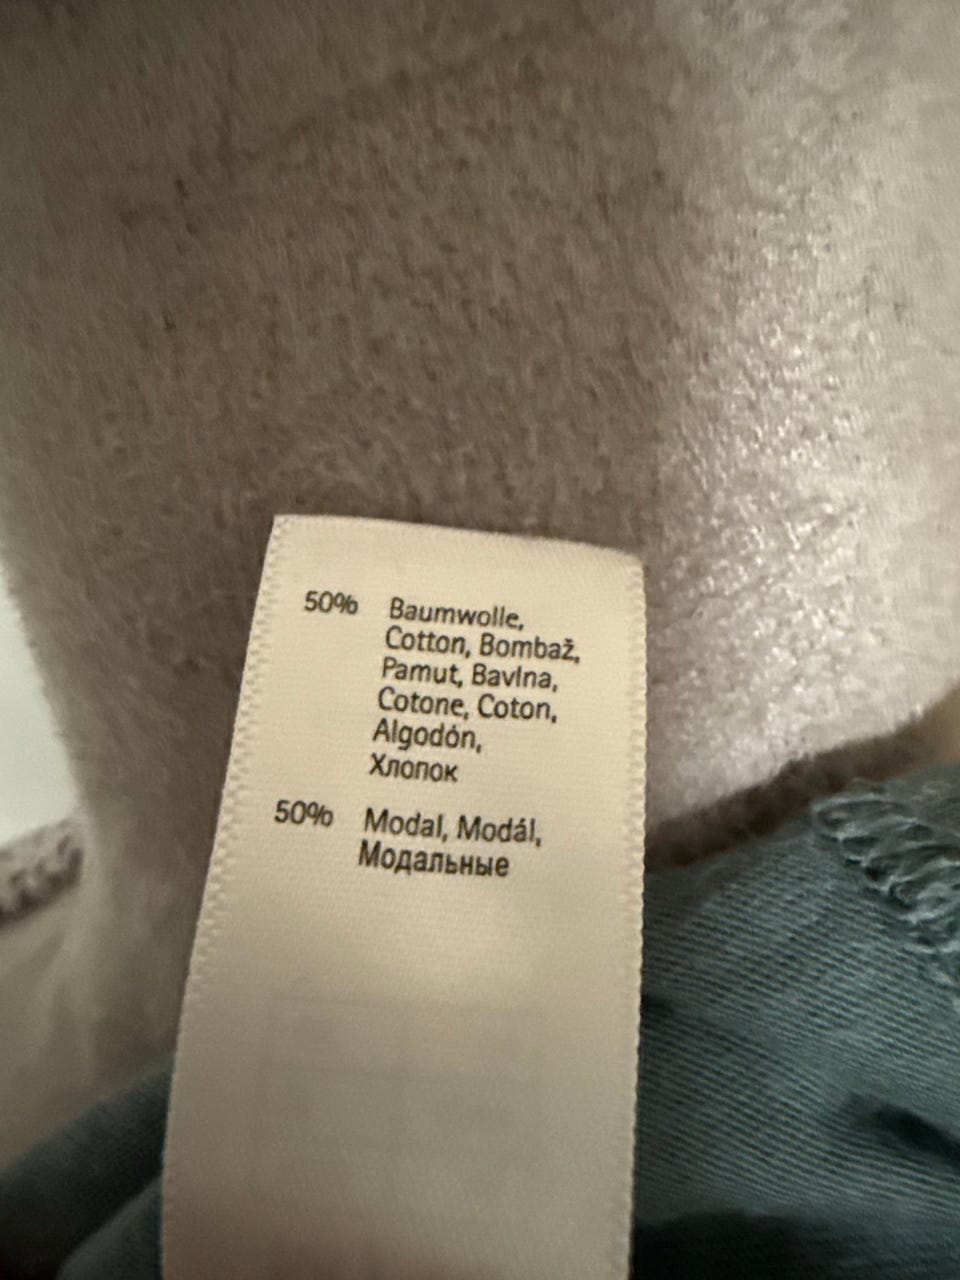 50% Baumwolle,
Cotton, Bombaž,
Pamut, Bavlna,
Cotone, Coton,
Algodón,
Хлопок
50% Modal, Modál,
Модальные